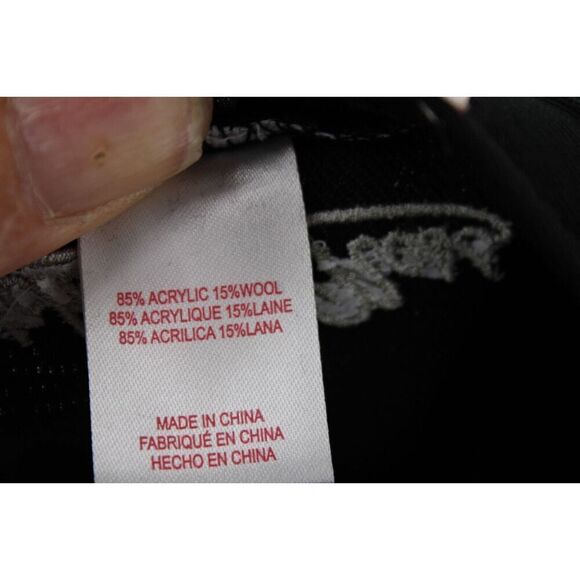 85% ACRYLIC 15%WOOL
85% ACRYLIQUE 15%LAINE
85% ACRILICA 15%LANA
MADE IN CHINA
FABRIQUÉ EN CHINA
HECHO EN CHINA